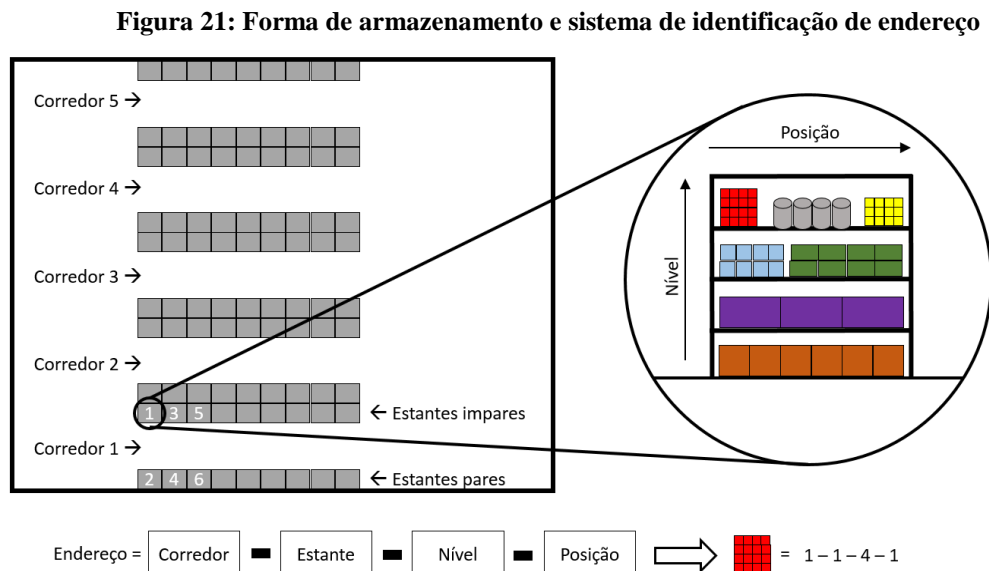 Figura 21: Forma de armazenamento e sistema de identificação de endereço
Corredor 5 →
Corredor 4 →
Corredor 3 →
Corredor 2 →
1 3 5
← Estantes impares
Corredor 1 →
2 4 6
← Estantes pares
Posição
Nível
Endereço = Corredor - Estante - Nível - Posição = 1 – 1 – 4 – 1